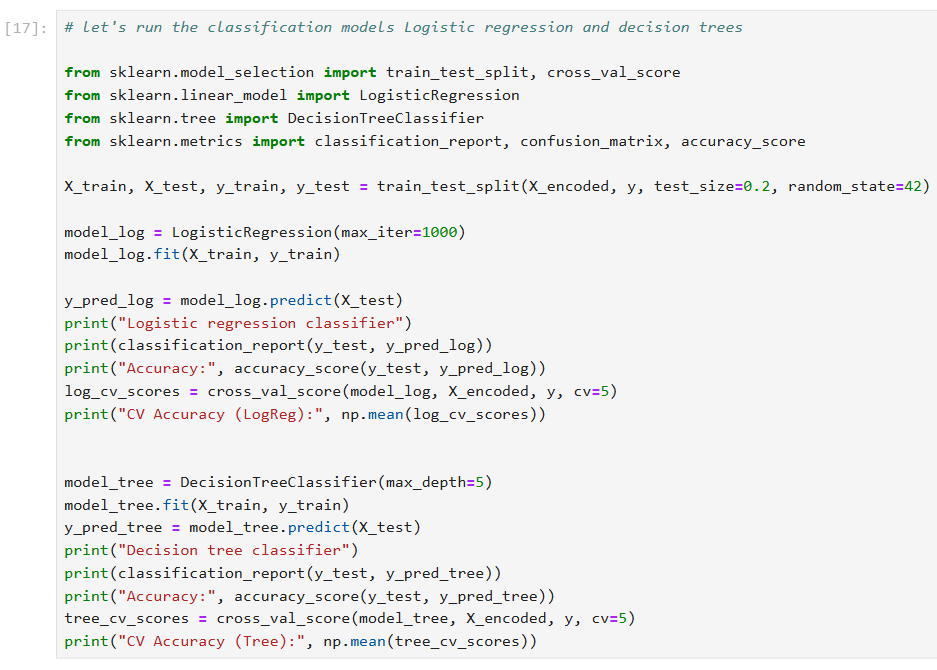 [17]: # let's run the classification models Logistic regression and decision trees
from sklearn.model_selection import train_test_split, cross_val_score
from sklearn.linear_model import LogisticRegression
from sklearn.tree import DecisionTreeClassifier
from sklearn.metrics import classification_report, confusion_matrix, accuracy_score
X_train, X_test, y_train, y_test = train_test_split(X_encoded, y, test_size=0.2, random_state=42)
model_log = LogisticRegression(max_iter=1000)
model_log.fit(X_train, y_train)
y_pred_log = model_log.predict(X_test)
print("Logistic regression classifier")
print(classification_report(y_test, y_pred_log))
print("Accuracy:", accuracy_score(y_test, y_pred_log))
log_cv_scores = cross_val_score(model_log, X_encoded, y, cv=5)
print("CV Accuracy (LogReg):", np.mean(log_cv_scores))
model_tree = DecisionTreeClassifier(max_depth=5)
model_tree.fit(X_train, y_train)
y_pred_tree = model_tree.predict(X_test)
print("Decision tree classifier")
print(classification_report(y_test, y_pred_tree))
print("Accuracy:", accuracy_score(y_test, y_pred_tree))
tree_cv_scores = cross_val_score(model_tree, X_encoded, y, cv=5)
print("CV Accuracy (Tree):", np.mean(tree_cv_scores))